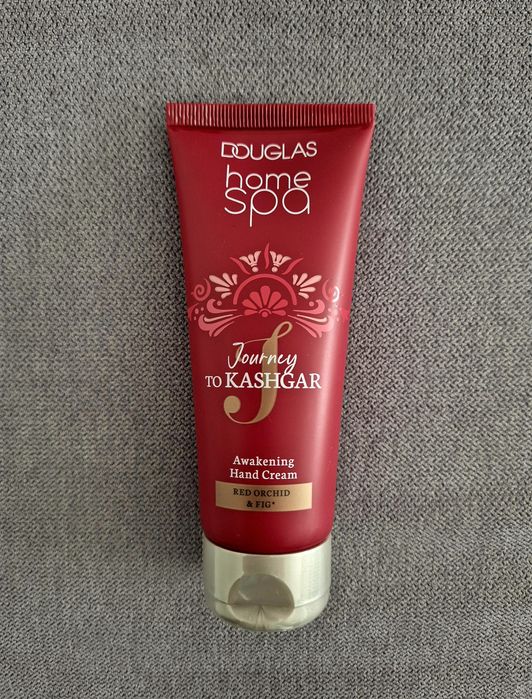 DOUGLAS
home
spa
J
Journey
TO KASHGAR
Awakening
Hand Cream
RED ORCHID
& FIG*